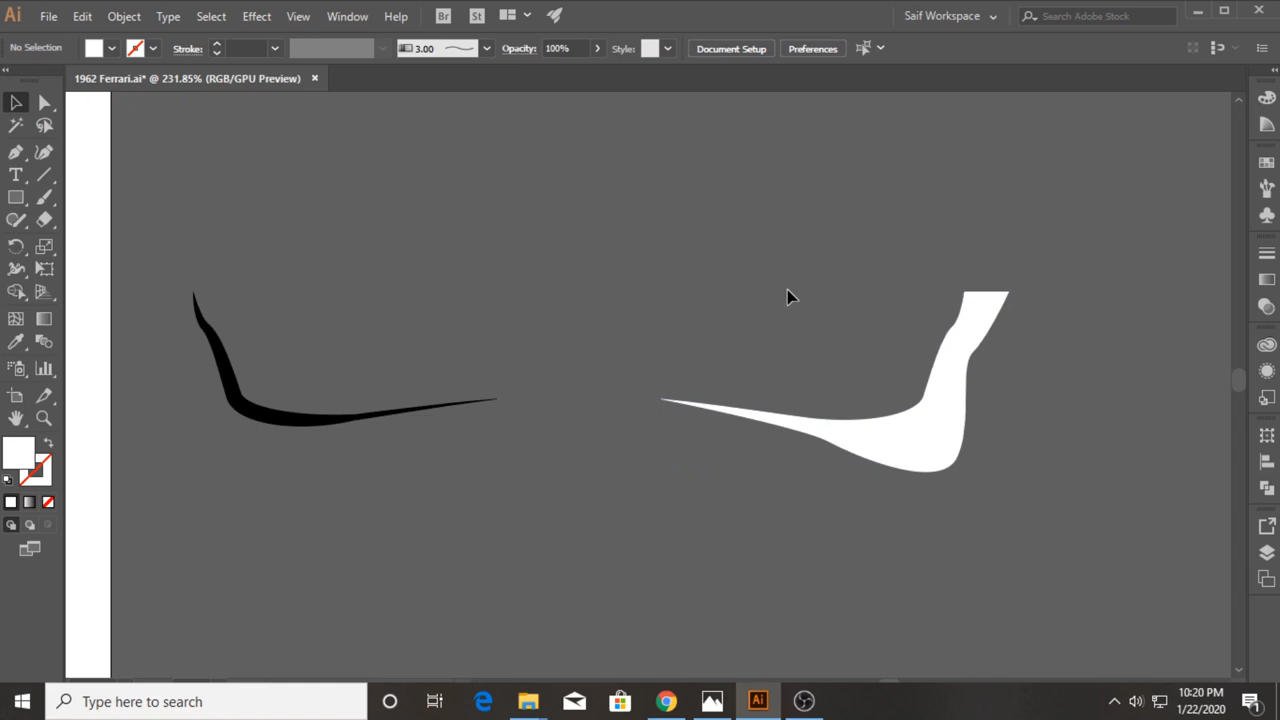 Ai File Edit Object Type Select Effect View Window Help Br St Saif Workspace Search Adobe Stock
No Selection Stroke: 3.00 Opacity: 100% Style: Document Setup Preferences
1962 Ferrari.ai* @ 231.85% (RGB/GPU Preview)
T
Type here to search
Ai
10:20 PM
1/22/2020
1